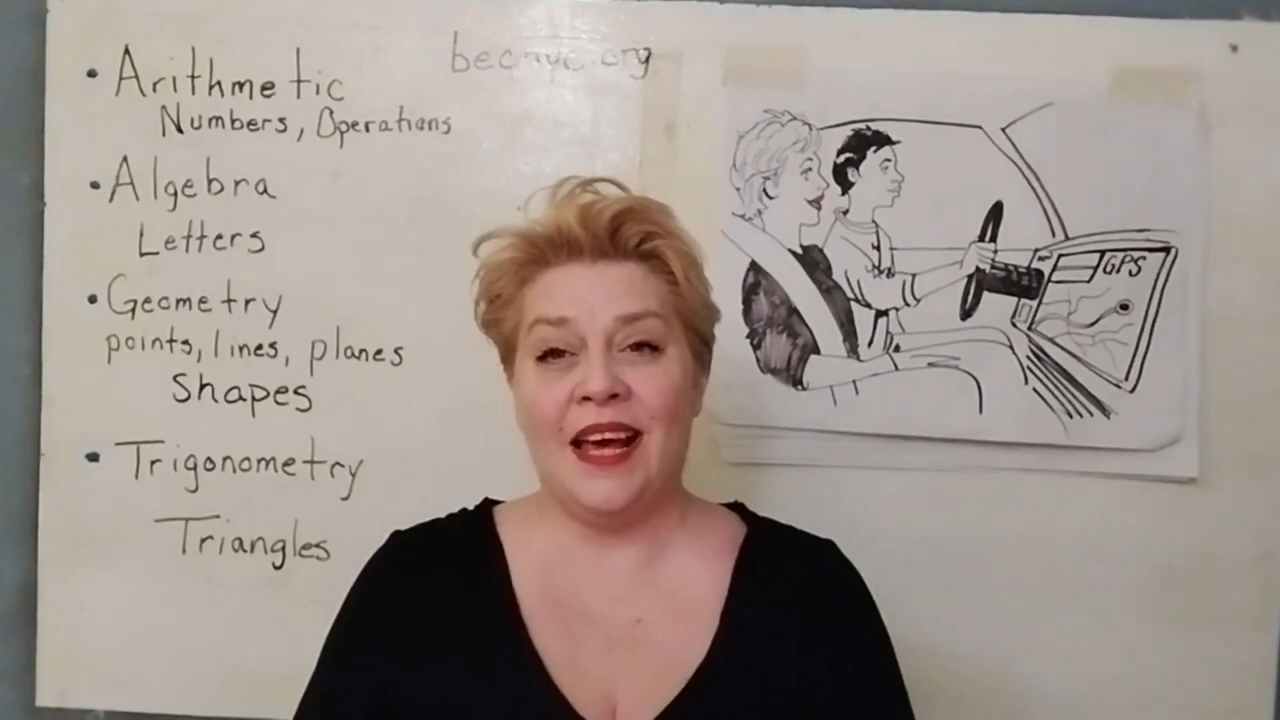 • Arithmetic
Numbers, Operations
• Algebra
Letters
• Geometry
points, lines, planes
Shapes
• Trigonometry
Triangles
becnyc.org
GPS